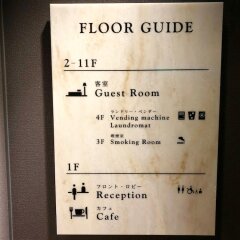 FLOOR GUIDE
2-11F
客室
Guest Room
ランドリー・ベンダー
4F Vending machine
Laundromat
喫煙室
3F Smoking Room
1F
フロント・ロビー
Reception
カフェ
Cafe